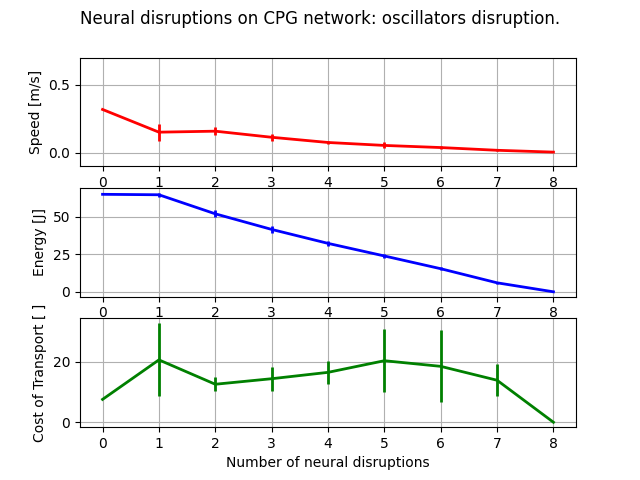 Neural disruptions on CPG network: oscillators disruption.
Speed [m/s]
0.5
0.0
0 1 2 3 4 5 6 7 8
Energy [J]
50
25
0
0 1 2 3 4 5 6 7 8
Cost of Transport [ ]
20
0
0 1 2 3 4 5 6 7 8
Number of neural disruptions